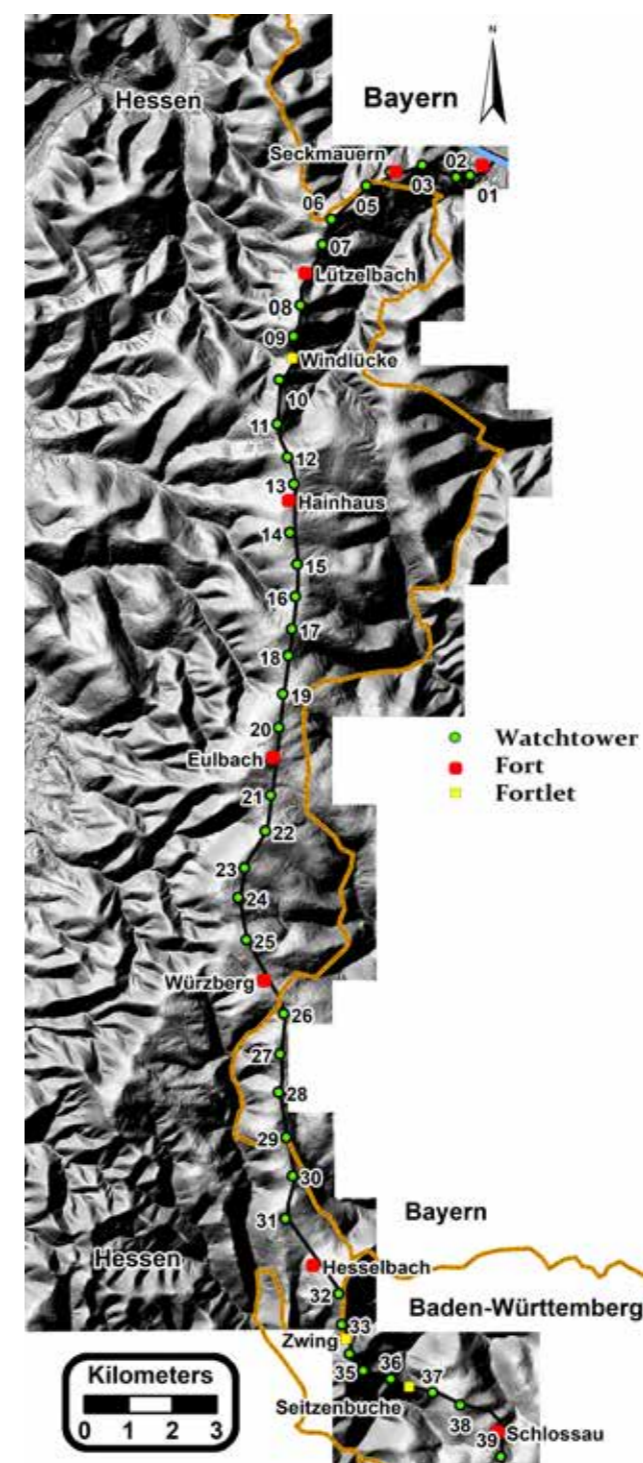 N
Hessen
Bayern
Seckmauern
02
03
01
05
06
07
Lützelbach
08
09
Windlücke
10
11
12
13
Hainhaus
14
15
16
17
18
19
20
Watchtower
Eulbach
Fort
Fortlet
21
22
23
24
25
Würzberg
26
27
28
29
30
31
Bayern
Hessen
Hesselbach
32
Baden-Württemberg
33
Zwing
35
36
37
Seitzenbuche
38
Schlossau
39
Kilometers
0 1 2 3